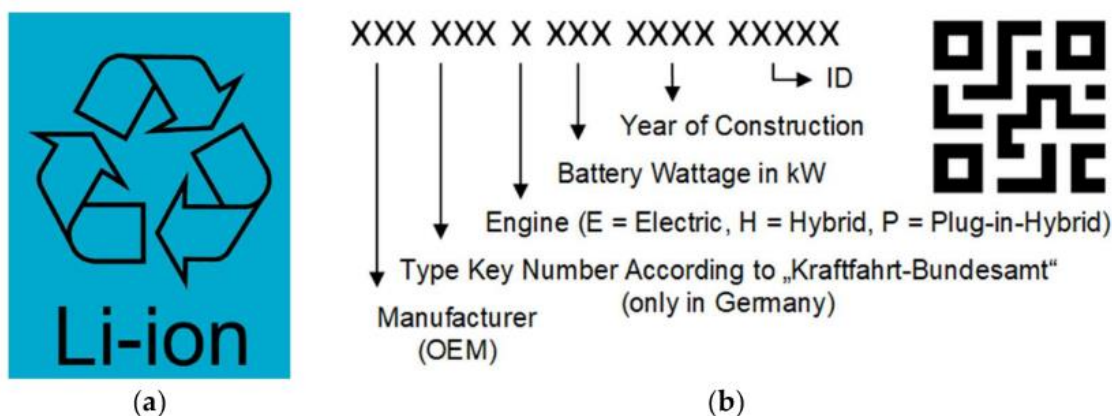 XXX XXX X XXX XXXX XXXXX
ID
Year of Construction
Battery Wattage in kW
Engine (E = Electric, H = Hybrid, P = Plug-in-Hybrid)
Type Key Number According to „Kraftfahrt-Bundesamt“
(only in Germany)
Manufacturer
(OEM)
Li-ion
(a)
(b)